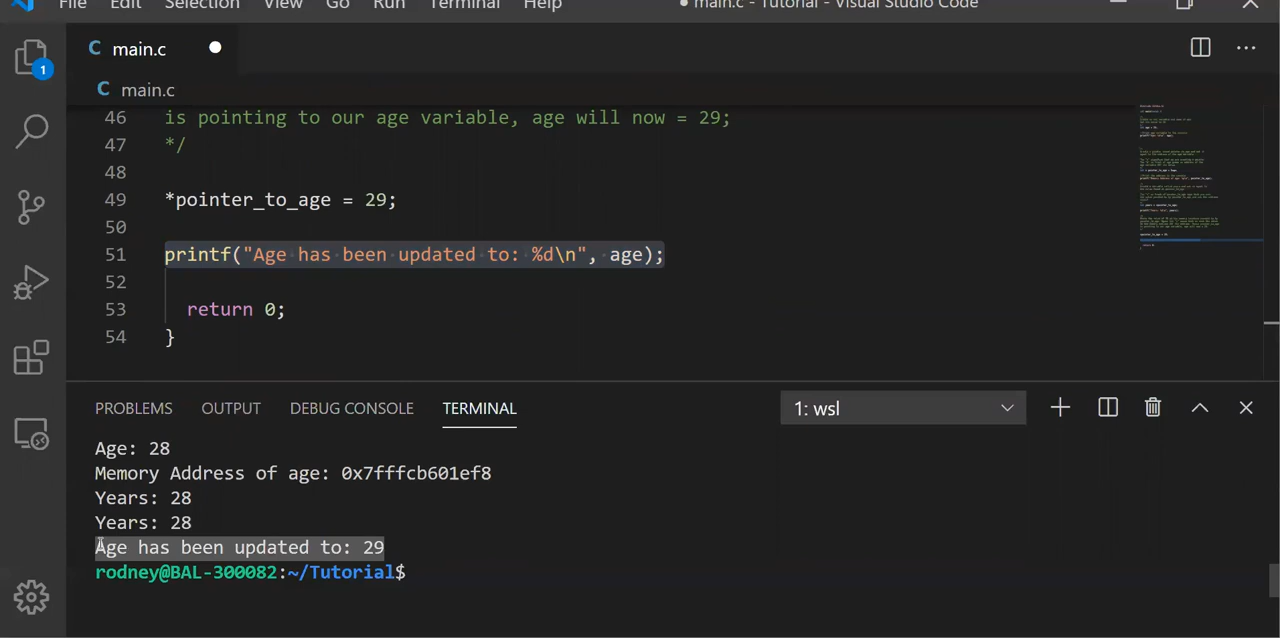 File Edit Selection View Go Run Terminal Help ● main.c - Tutorial - Visual Studio Code
C main.c
C main.c
1
46 is pointing to our age variable, age will now = 29;
47 */
48
49 *pointer_to_age = 29;
50
51 printf("Age has been updated to: %d\n", age);
52
53 return 0;
54 }
PROBLEMS OUTPUT DEBUG CONSOLE TERMINAL 1: wsl
Age: 28
Memory Address of age: 0x7fffcb601ef8
Years: 28
Years: 28
Age has been updated to: 29
rodney@BAL-300082:~/Tutorial$